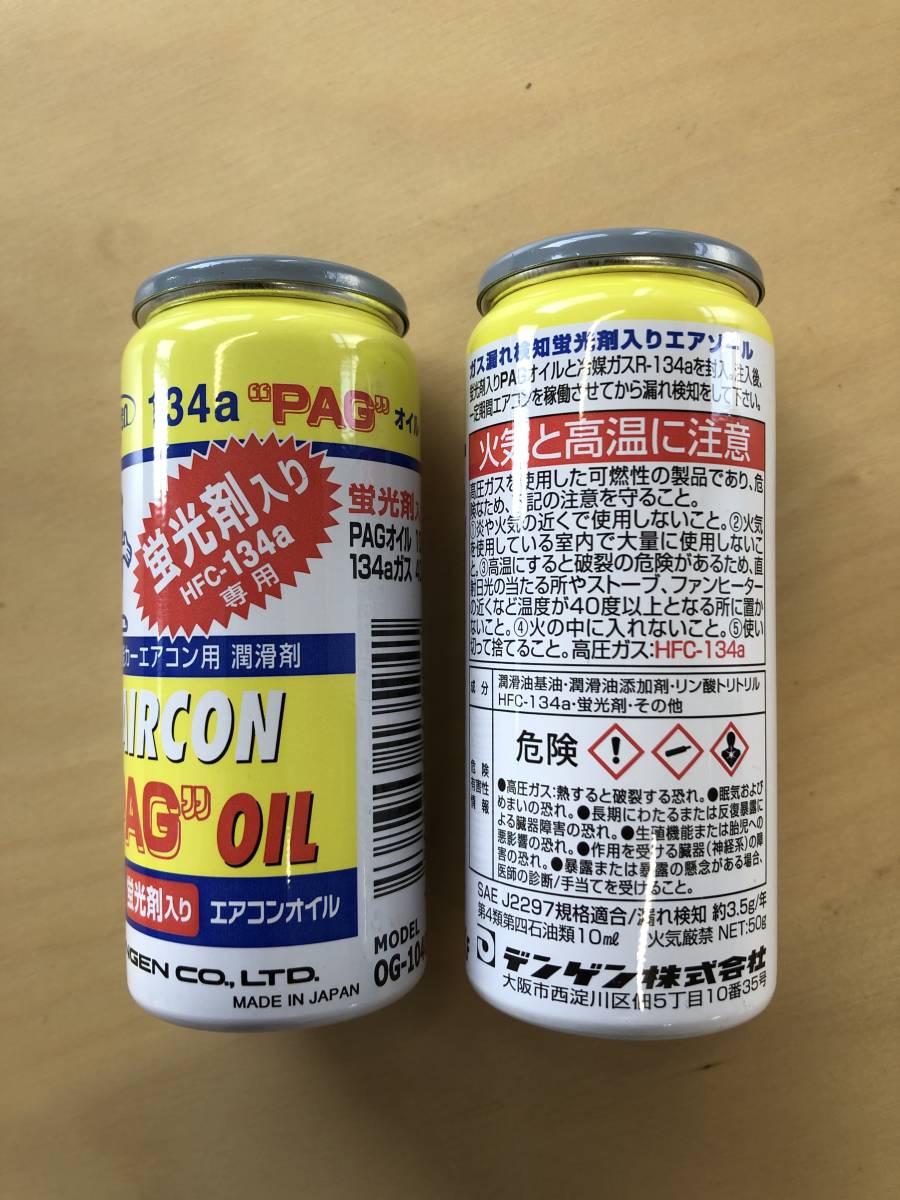 134a “PAG” オイル
蛍光剤入り
HFC-134a
専用
蛍光剤
PAGオイル
134aガス
カーエアコン用 潤滑剤
AIRCON
“PAG” OIL
蛍光剤入り エアコンオイル
MODEL
OG-104
NGEN CO., LTD.
MADE IN JAPAN
ガス漏れ検知蛍光剤入りエアゾール
蛍光剤入りPAGオイルと冷媒ガスR-134aを封入。注入後、
一定期間エアコンを稼働させてから漏れ検知をして下さい。
火気と高温に注意
高圧ガスを使用した可燃性の製品であり、危
険なため、下記の注意を守ること。
①炎や火気の近くで使用しないこと。②火気
を使用している室内で大量に使用しないこ
と。③高温にすると破裂の危険があるため、直
射日光の当たる所やストーブ、ファンヒーター
の近くなど温度が40度以上となる所に置か
ないこと。④火の中に入れないこと。⑤使い
切って捨てること。高圧ガス:HFC-134a
成分 潤滑油基油・潤滑油添加剤・リン酸トリトリル
HFC-134a・蛍光剤・その他
危険有害性情報
危険
●高圧ガス:熱すると破裂する恐れ。●眠気および
めまいの恐れ。●長期にわたるまたは反復暴露に
よる臓器障害の恐れ。●生殖機能または胎児への
悪影響の恐れ。●作用を受ける臓器(神経系)の障
害の恐れ。●暴露または暴露の懸念がある場合、
医師の診断/手当てを受けること。
SAE J2297規格適合/漏れ検知 約3.5g/年
第4類第四石油類10mℓ 火気厳禁 NET:50g
デンゲン株式会社
大阪市西淀川区佃5丁目10番35号